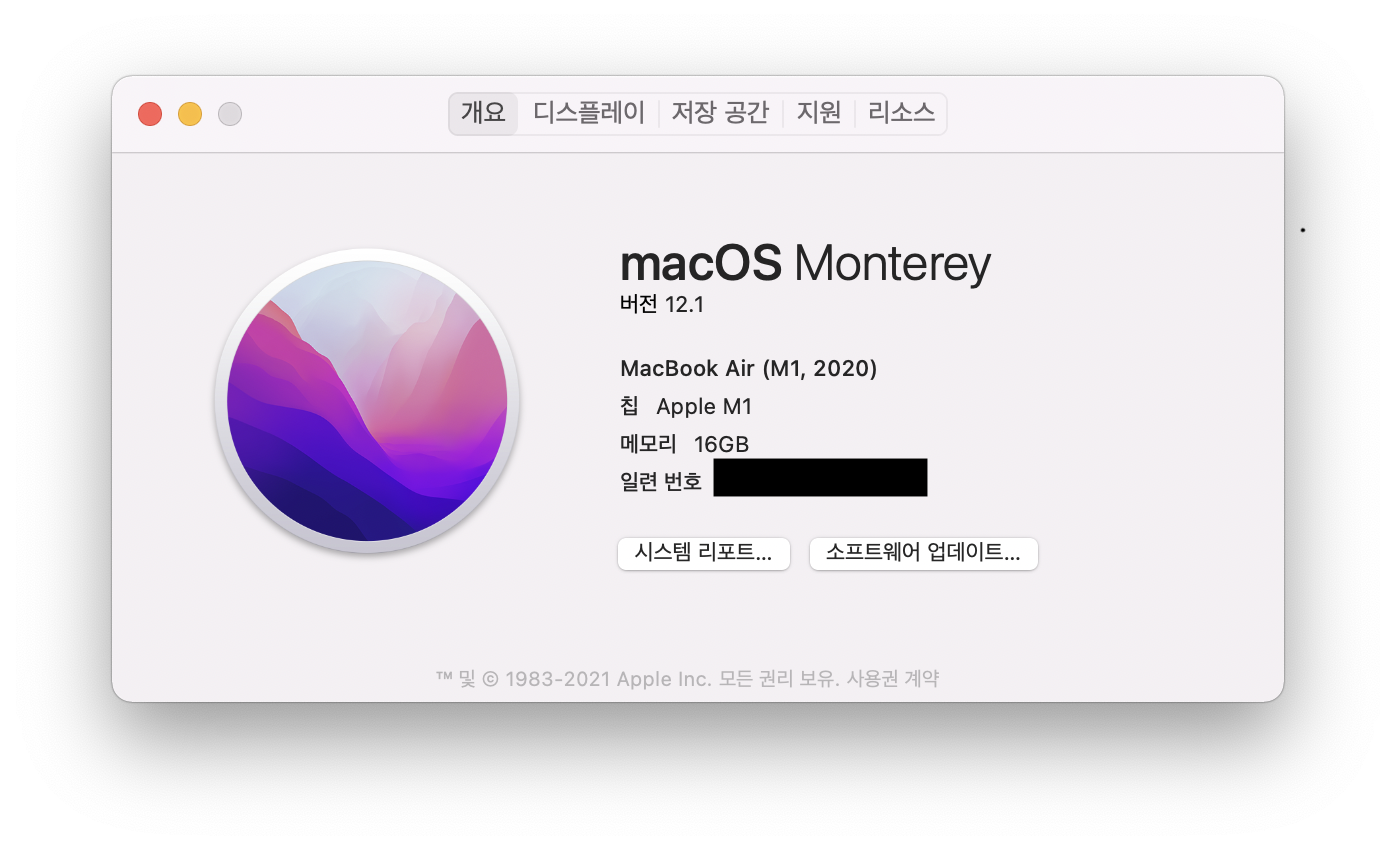 개요 디스플레이 저장 공간 지원 리소스
macOS Monterey
버전 12.1
MacBook Air (M1, 2020)
칩 Apple M1
메모리 16GB
일련 번호
시스템 리포트... 소프트웨어 업데이트...
™ 및 © 1983-2021 Apple Inc. 모든 권리 보유. 사용권 계약